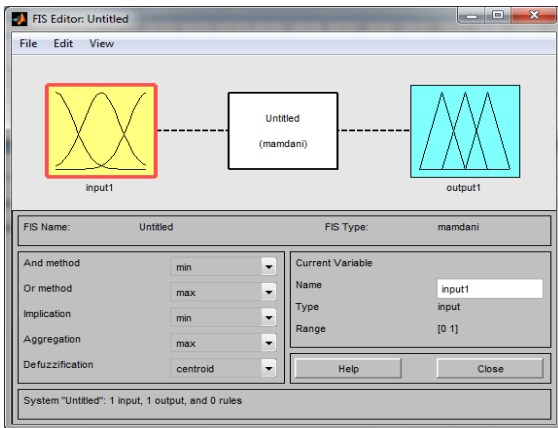 FIS Editor: Untitled
File Edit View
Untitled
(mamdani)
input1
output1
FIS Name: Untitled FIS Type: mamdani
And method min
Or method max
Implication min
Aggregation max
Defuzzification centroid
Current Variable
Name input1
Type input
Range [0 1]
Help Close
System "Untitled": 1 input, 1 output, and 0 rules